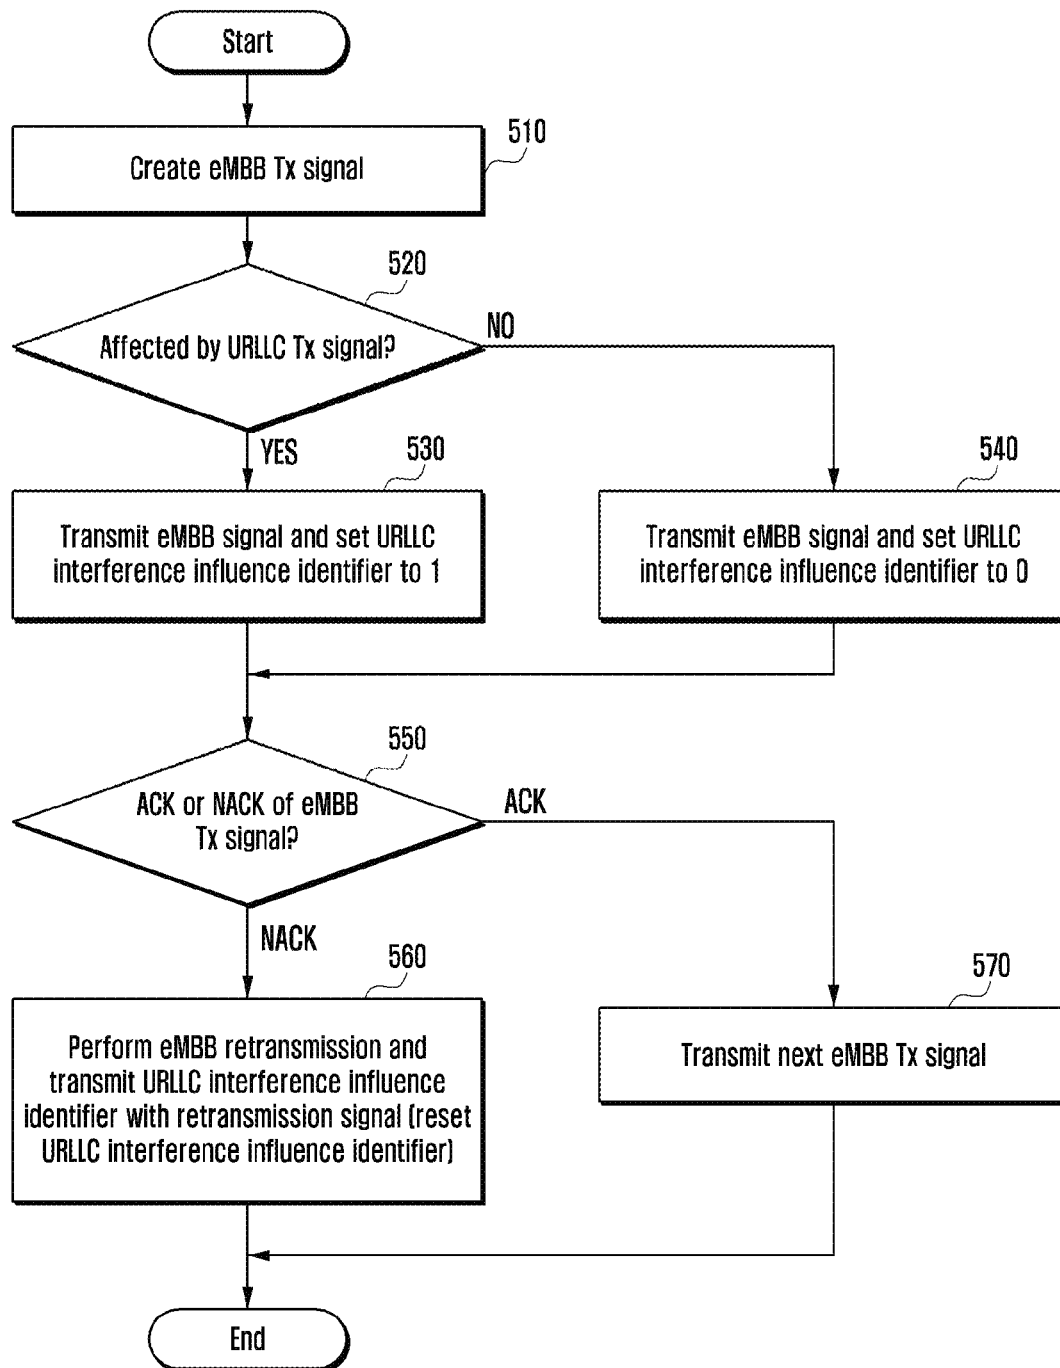 Start
510
Create eMBB Tx signal
520
Affected by URLLC Tx signal?
NO
YES
530
Transmit eMBB signal and set URLLC
interference influence identifier to 1
540
Transmit eMBB signal and set URLLC
interference influence identifier to 0
550
ACK or NACK of eMBB
Tx signal?
ACK
NACK
560
Perform eMBB retransmission and
transmit URLLC interference influence
identifier with retransmission signal (reset
URLLC interference influence identifier)
570
Transmit next eMBB Tx signal
End